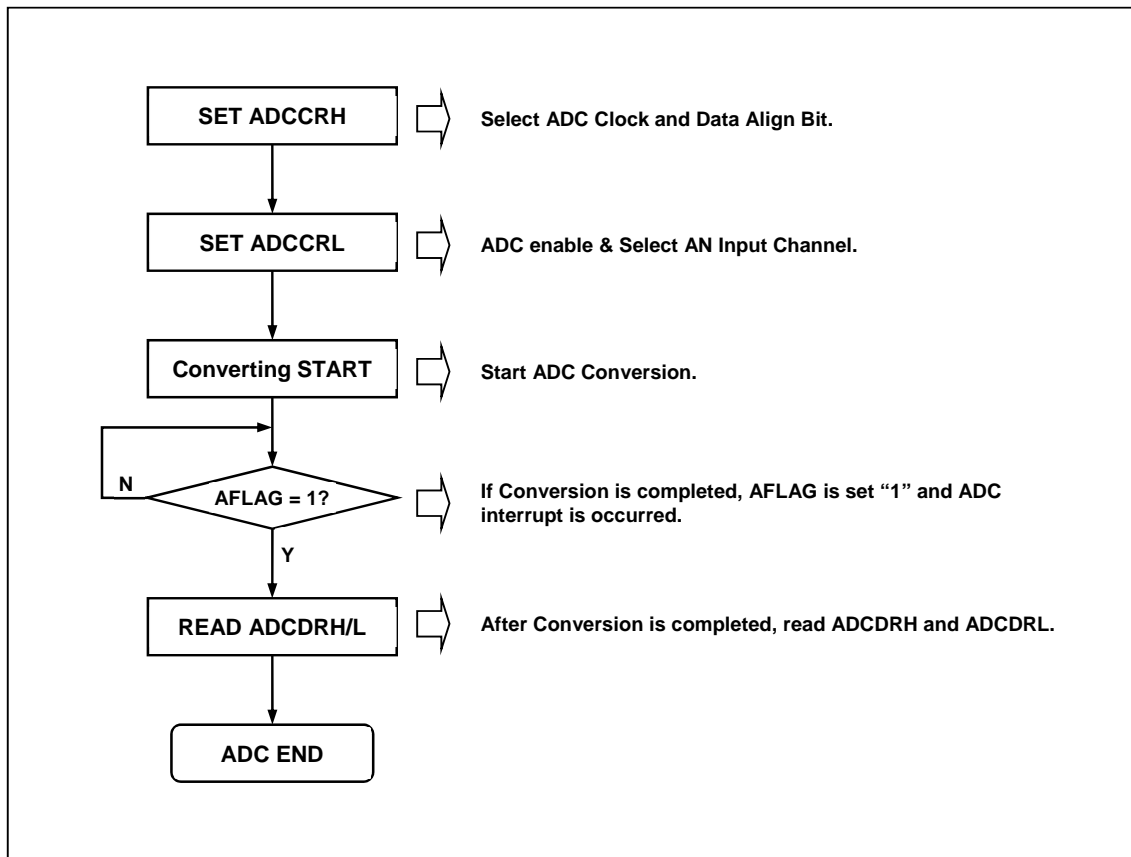 SET ADCCRH
Select ADC Clock and Data Align Bit.
SET ADCCRL
ADC enable & Select AN Input Channel.
Converting START
Start ADC Conversion.
N
AFLAG = 1?
If Conversion is completed, AFLAG is set “1” and ADC
interrupt is occurred.
Y
READ ADCDRH/L
After Conversion is completed, read ADCDRH and ADCDRL.
ADC END